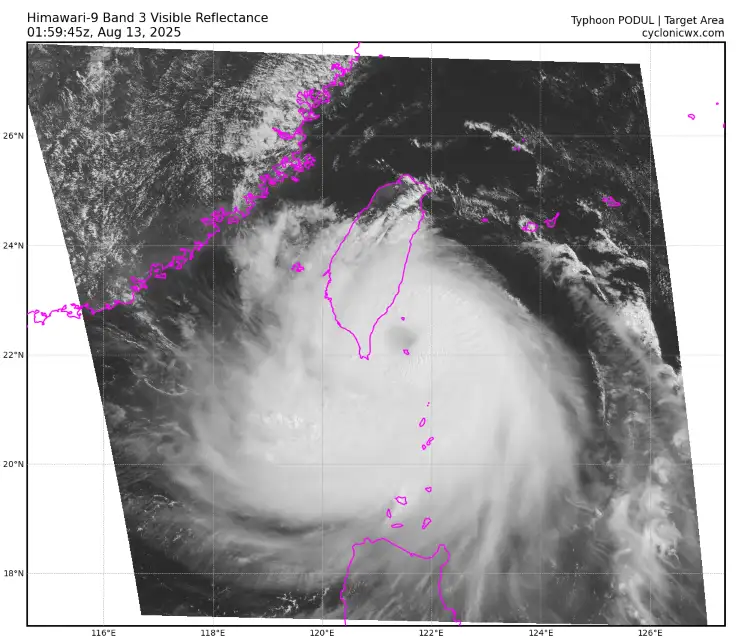 Himawari-9 Band 3 Visible Reflectance
01:59:45z, Aug 13, 2025
Typhoon PODUL | Target Area
cyclonicwx.com
26°N
24°N
22°N
20°N
18°N
116°E
118°E
120°E
122°E
124°E
126°E